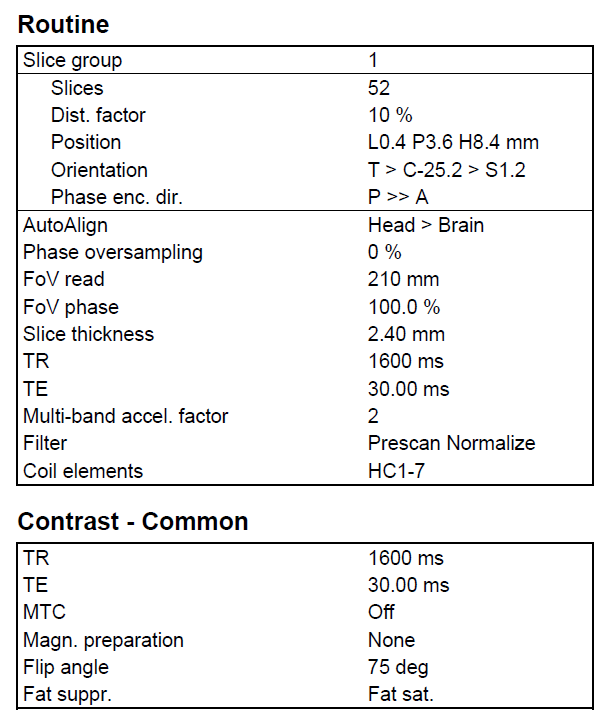 Routine
Slice group 1
Slices 52
Dist. factor 10 %
Position L0.4 P3.6 H8.4 mm
Orientation T > C-25.2 > S1.2
Phase enc. dir. P >> A
AutoAlign Head > Brain
Phase oversampling 0 %
FoV read 210 mm
FoV phase 100.0 %
Slice thickness 2.40 mm
TR 1600 ms
TE 30.00 ms
Multi-band accel. factor 2
Filter Prescan Normalize
Coil elements HC1-7
Contrast - Common
TR 1600 ms
TE 30.00 ms
MTC Off
Magn. preparation None
Flip angle 75 deg
Fat suppr. Fat sat.